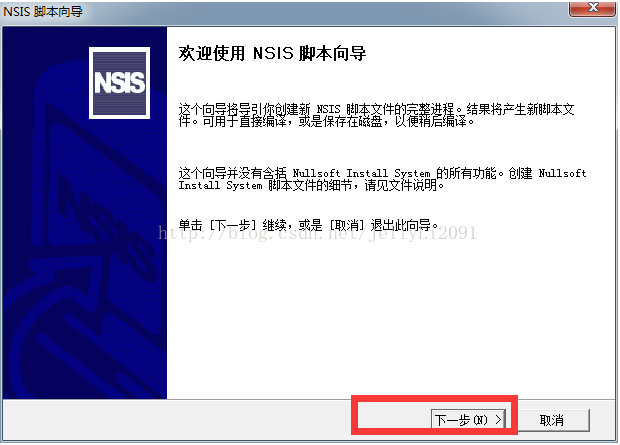 NSIS 脚本向导
NSIS
NSIS
欢迎使用 NSIS 脚本向导
这个向导将导引你创建新 NSIS 脚本文件的完整进程。结果将产生新脚本文
件。可用于直接编译，或是保存在磁盘，以便稍后编译。
这个向导并没有含括 Nullsoft Install System 的所有功能。创建 Nullsoft
Install System 脚本文件的细节，请见文件说明。
单击 [下一步] 继续，或是 [取消] 退出此向导。
http://blog.csdn.net/jerryLi2091
下一步(N) >
取消